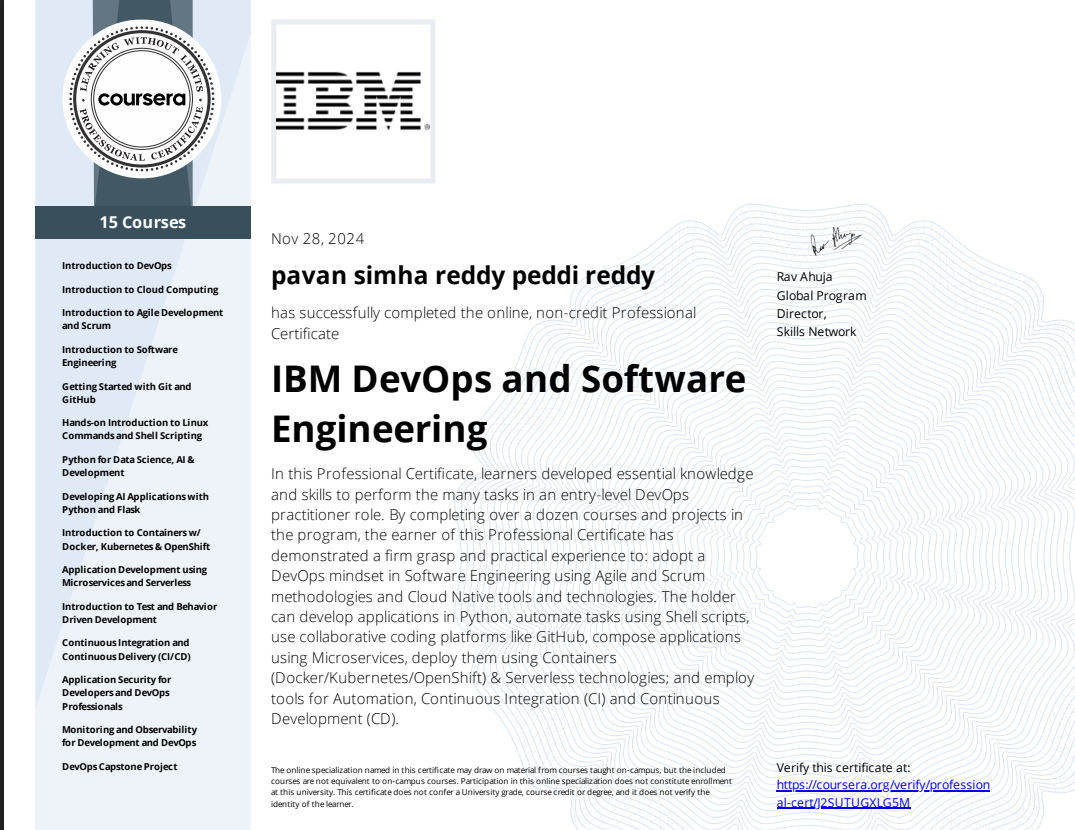 LEARNING WITHOUT LIMITS
coursera
PROFESSIONAL CERTIFICATE
IBM®
15 Courses
Introduction to DevOps
Introduction to Cloud Computing
Introduction to Agile Development
and Scrum
Introduction to Software
Engineering
Getting Started with Git and
GitHub
Hands-on Introduction to Linux
Commands and Shell Scripting
Python for Data Science, AI &
Development
Developing AI Applications with
Python and Flask
Introduction to Containers w/
Docker, Kubernetes & OpenShift
Application Development using
Microservices and Serverless
Introduction to Test and Behavior
Driven Development
Continuous Integration and
Continuous Delivery (CI/CD)
Application Security for
Developers and DevOps
Professionals
Monitoring and Observability
for Development and DevOps
DevOps Capstone Project
Nov 28, 2024
pavan simha reddy peddi reddy
has successfully completed the online, non-credit Professional
Certificate
IBM DevOps and Software
Engineering
In this Professional Certificate, learners developed essential knowledge
and skills to perform the many tasks in an entry-level DevOps
practitioner role. By completing over a dozen courses and projects in
the program, the earner of this Professional Certificate has
demonstrated a firm grasp and practical experience to: adopt a
DevOps mindset in Software Engineering using Agile and Scrum
methodologies and Cloud Native tools and technologies. The holder
can develop applications in Python, automate tasks using Shell scripts,
use collaborative coding platforms like GitHub, compose applications
using Microservices, deploy them using Containers
(Docker/Kubernetes/OpenShift) & Serverless technologies; and employ
tools for Automation, Continuous Integration (CI) and Continuous
Development (CD).
The online specialization named in this certificate may draw on material from courses taught on-campus, but the included
courses are not equivalent to on-campus courses. Participation in this online specialization does not constitute enrollment
at this university. This certificate does not confer a University grade, course credit or degree, and it does not verify the
identity of the learner.
Rav Ahuja
Rav Ahuja
Global Program
Director,
Skills Network
Verify this certificate at:
https://coursera.org/verify/profession
al-cert/J2SUTUGXLG5M